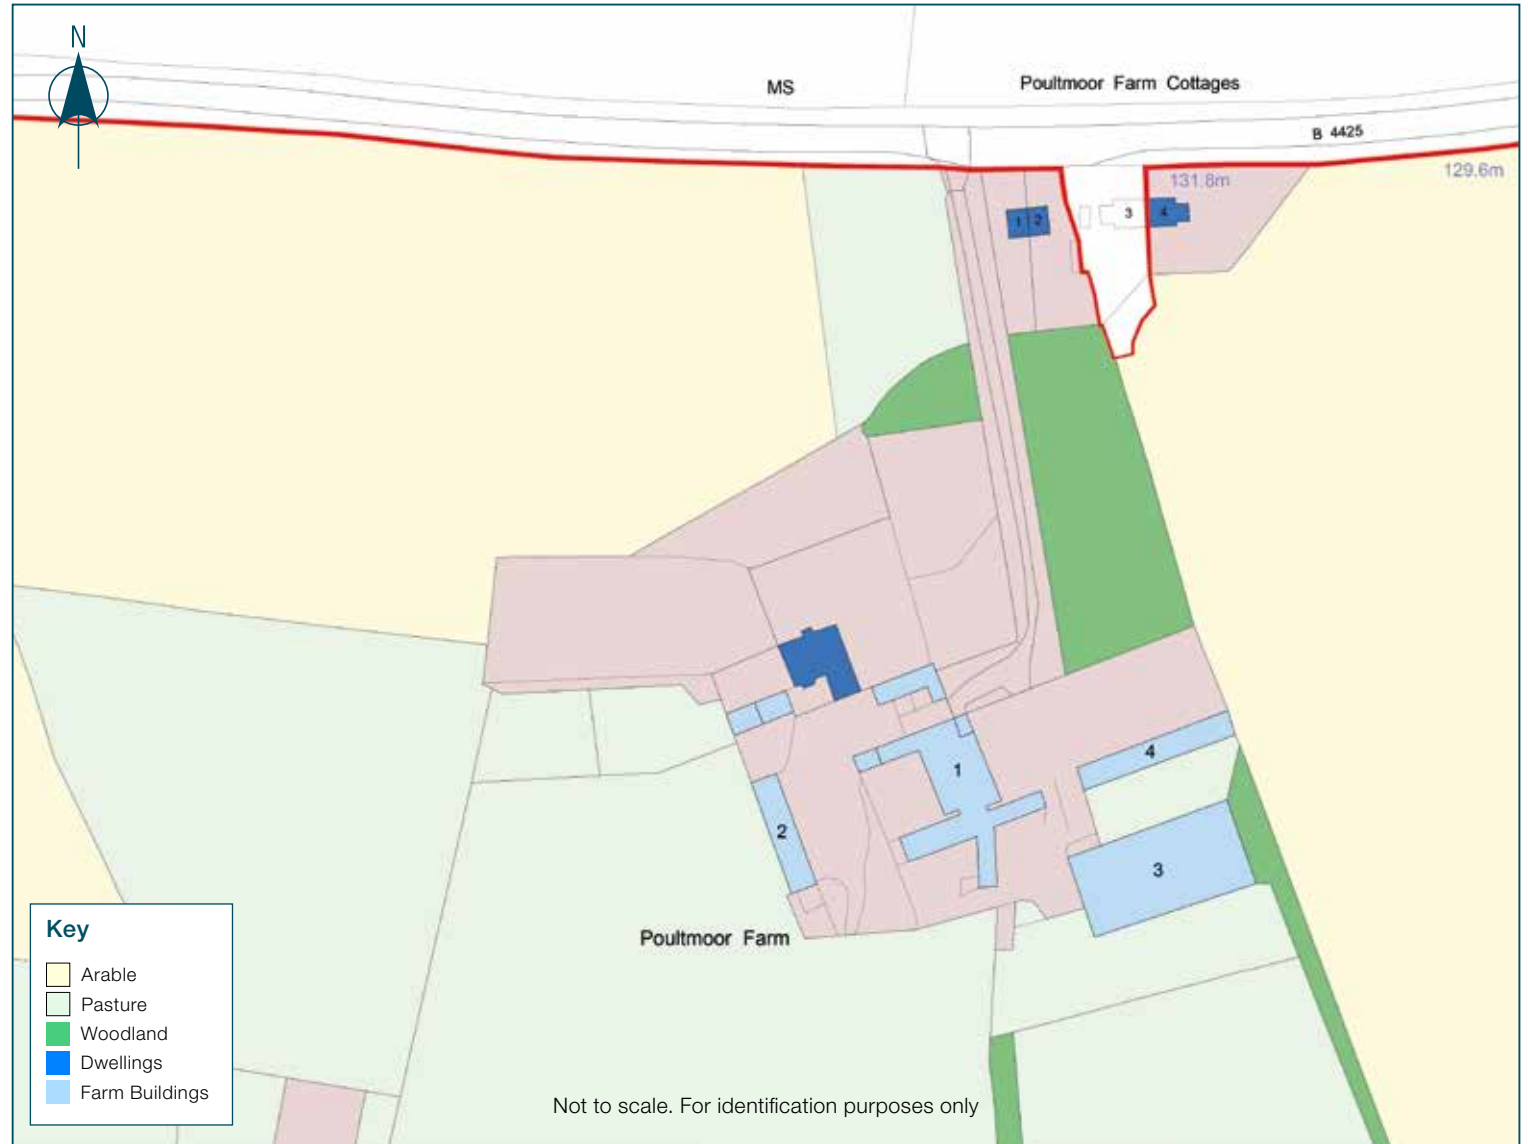 N
MS
Poultmoor Farm Cottages
B 4425
129.6m
131.8m
1 2
3
4
4
1
2
3
Poultmoor Farm
Key
Arable
Pasture
Woodland
Dwellings
Farm Buildings
Not to scale. For identification purposes only